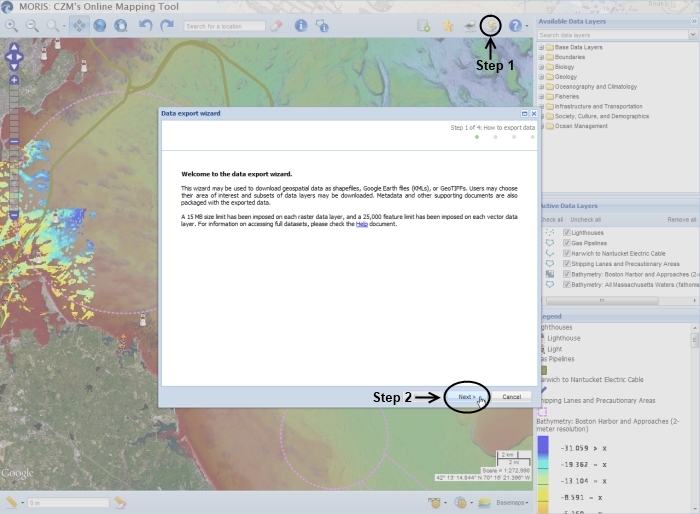 MORIS: CZM's Online Mapping Tool
Search for a location
Step 1
Available Data Layers
Search data layers
Base Data Layers
Boundaries
Biology
Geology
Oceanography and Climatology
Fisheries
Infrastructure and Transportation
Society, Culture, and Demographics
Ocean Management
Data export wizard
Step 1 of 4: How to export data
Welcome to the data export wizard.
This wizard may be used to download geospatial data as shapefiles, Google Earth files (KMLs), or GeoTIFFs. Users may choose
their area of interest and subsets of data layers may be downloaded. Metadata and other supporting documents are also
packaged with the exported data.
A 15 MB size limit has been imposed on each raster data layer, and a 25,000 feature limit has been imposed on each vector data
layer. For information on accessing full datasets, please check the Help document.
Step 2
Next >
Cancel
Active Data Layers
Check all Uncheck all Remove all
Lighthouses
Gas Pipelines
Harwich to Nantucket Electric Cable
Shipping Lanes and Precautionary Areas
Bathymetry: Boston Harbor and Approaches (2-
Bathymetry: All Massachusetts Waters (fathoms
Legend
Lighthouses
Lighthouse
Light
Gas Pipelines
Harwich to Nantucket Electric Cable
Shipping Lanes and Precautionary Areas
Bathymetry: Boston Harbor and Approaches (2-
meter resolution)
-31.059 > x
-19.362 - x
-13.104 - x
-8.591 - x
Google
2 km
2 mi
Scale = 1:272,990
0 m
Basemaps